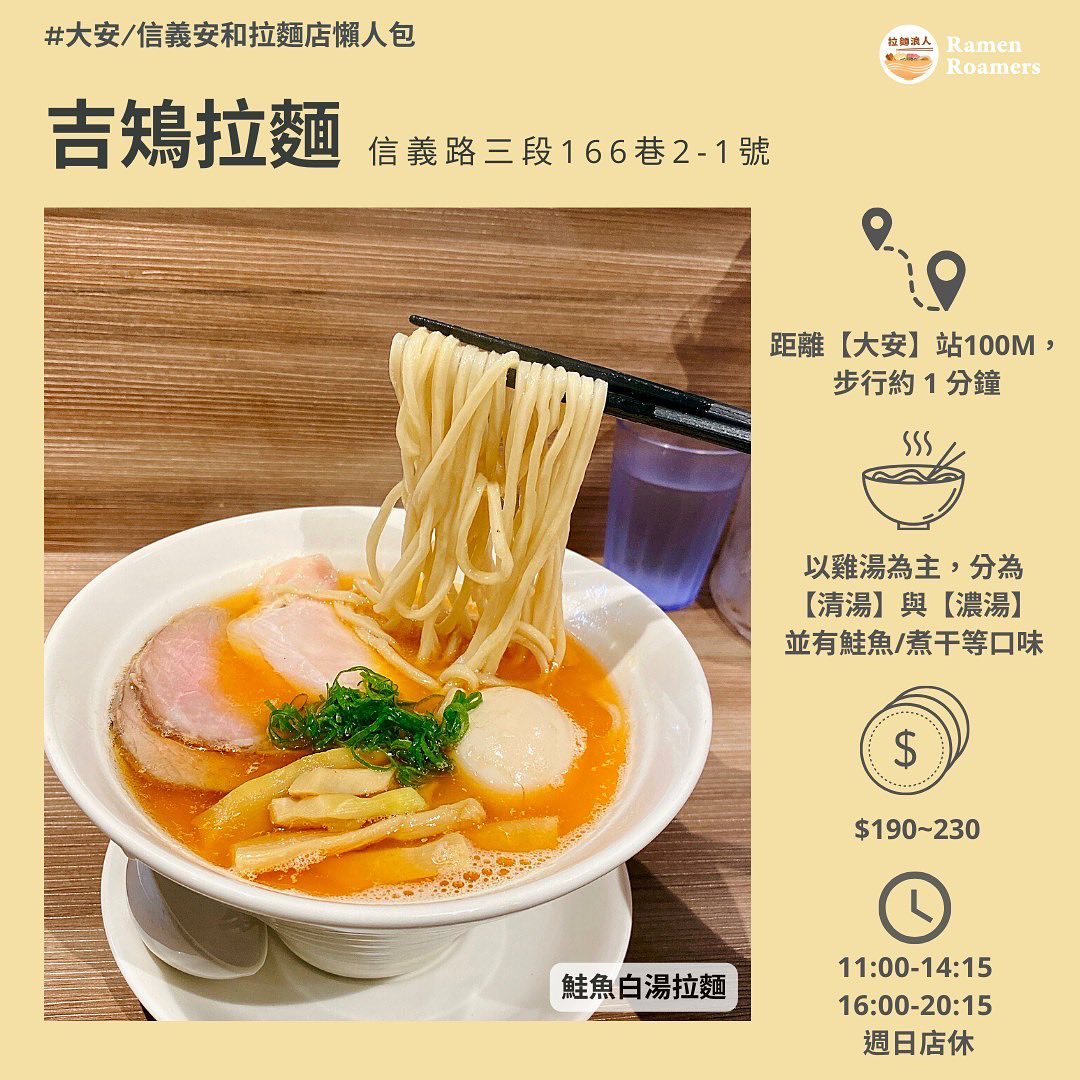 #大安/信義安和拉麵店懶人包
拉麵浪人
Ramen
Roamers
吉鴙拉麵 信義路三段166巷2-1號
距離【大安】站100M，
步行約 1 分鐘
以雞湯為主，分為
【清湯】與【濃湯】
並有鮭魚/煮干等口味
$
$190~230
11:00-14:15
16:00-20:15
週日店休
鮭魚白湯拉麵